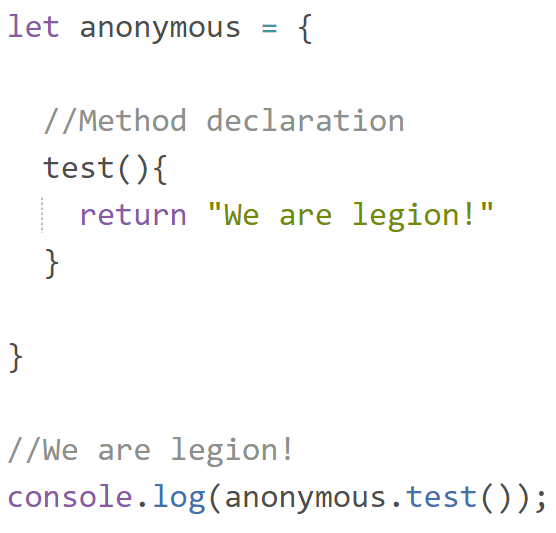 let anonymous = {
//Method declaration
test(){
return "We are legion!"
}
}
//We are legion!
console.log(anonymous.test());